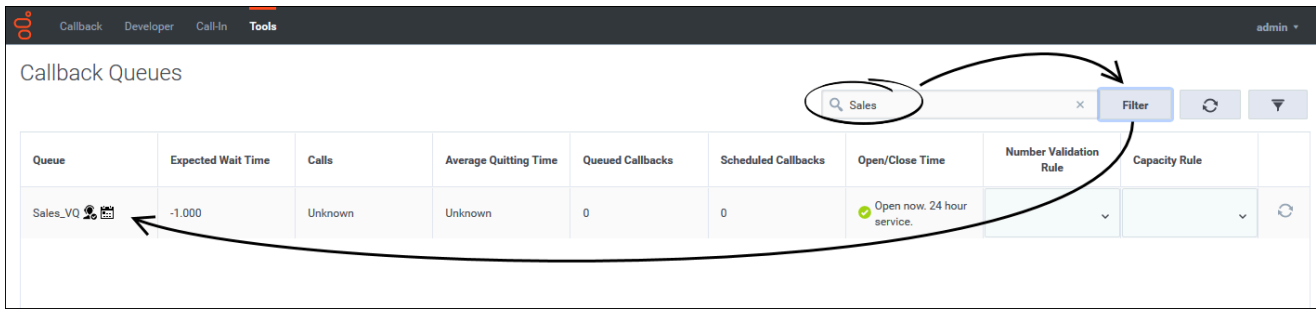 Callback Developer Call-In Tools admin
Callback Queues
Sales Filter
Queue Expected Wait Time Calls Average Quitting Time Queued Callbacks Scheduled Callbacks Open/Close Time Number Validation Rule Capacity Rule
Sales_VQ -1.000 Unknown Unknown 0 0 Open now. 24 hour
service.